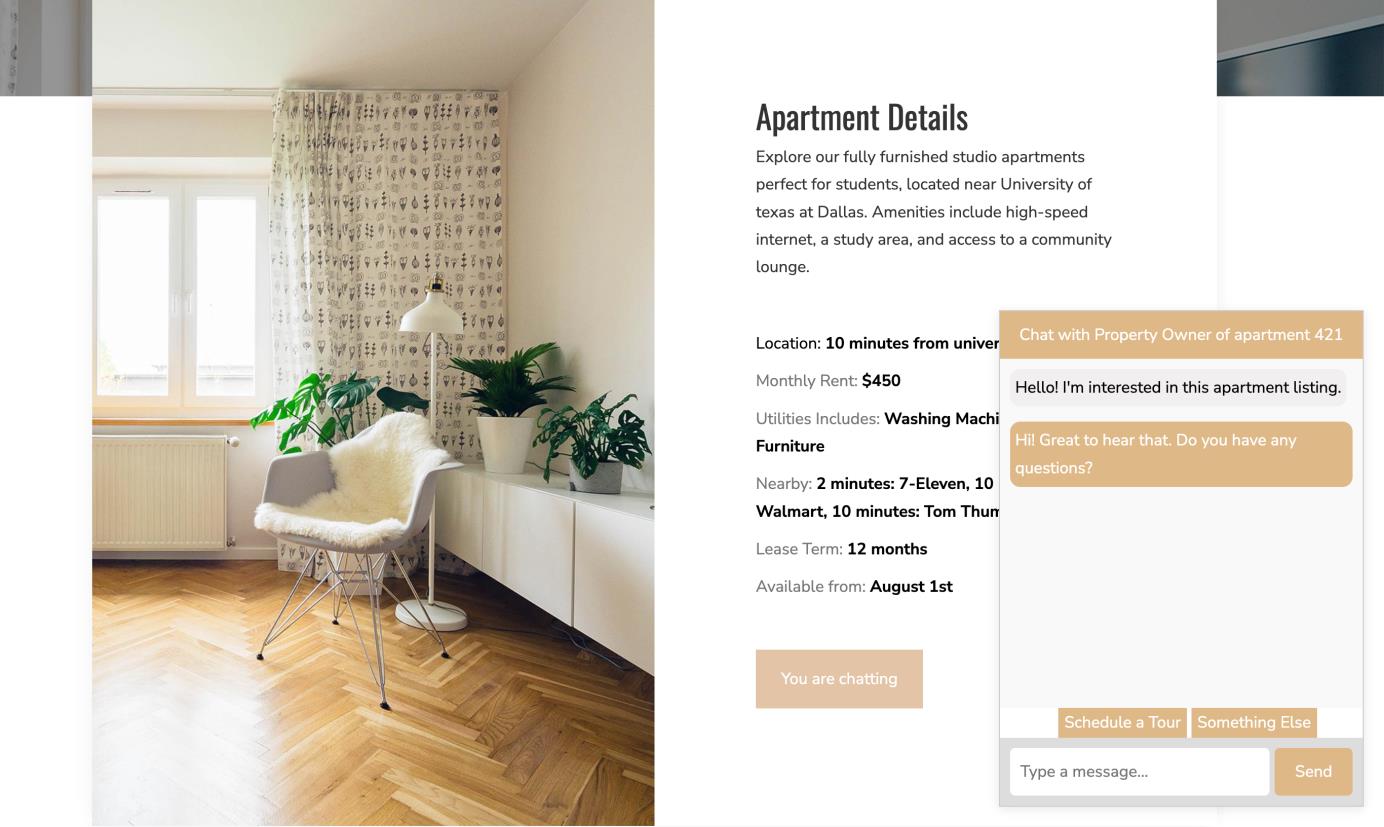 Apartment Details
Explore our fully furnished studio apartments
perfect for students, located near University of
texas at Dallas. Amenities include high-speed
internet, a study area, and access to a community
lounge.
Location: 10 minutes from
Monthly Rent: $450
Utilities Includes: Washing
Furniture
Nearby: 2 minutes: 7-Eleven, 10
Walmart, 10 minutes: Tom
Lease Term: 12 months
Available from: August 1st
You are chatting
Chat with Property Owner of apartment 421
Hello! I'm interested in this apartment listing.
Hi! Great to hear that. Do you have any
questions?
Schedule a Tour
Something Else
Type a message...
Send